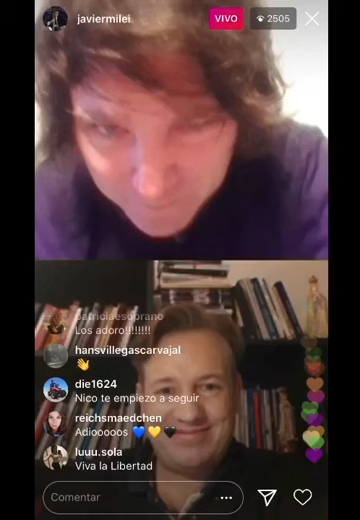 javiermilei
VIVO
2505
patriciaesoprano
Los adoro!!!!!!!!
hansvillegascarvajal
👋
die1624
Nico te empiezo a seguir
reichsmaedchen
Adiooooos 💙💛🖤
luuu.sola
Viva la Libertad
Comentar